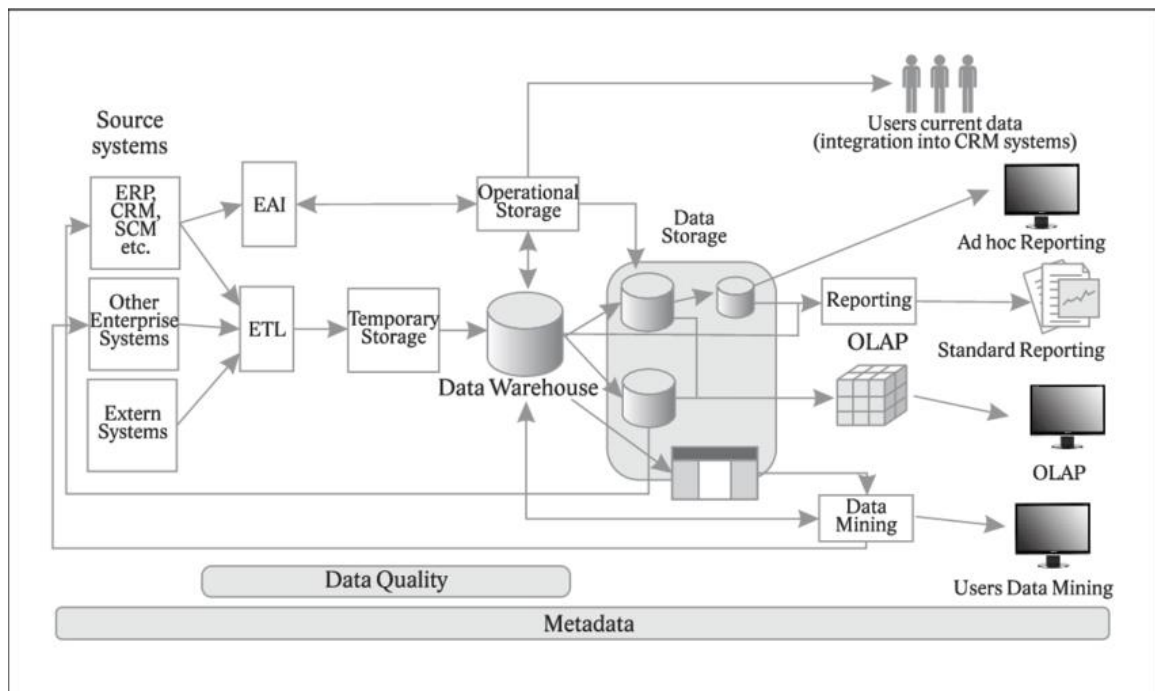 Source
systems
ERP,
CRM,
SCM
etc.
Other
Enterprise
Systems
Extern
Systems
EAI
ETL
Temporary
Storage
Operational
Storage
Data Warehouse
Data
Storage
Users current data
(integration into CRM systems)
Ad hoc Reporting
Reporting
Standard Reporting
OLAP
OLAP
Data
Mining
Users Data Mining
Data Quality
Metadata